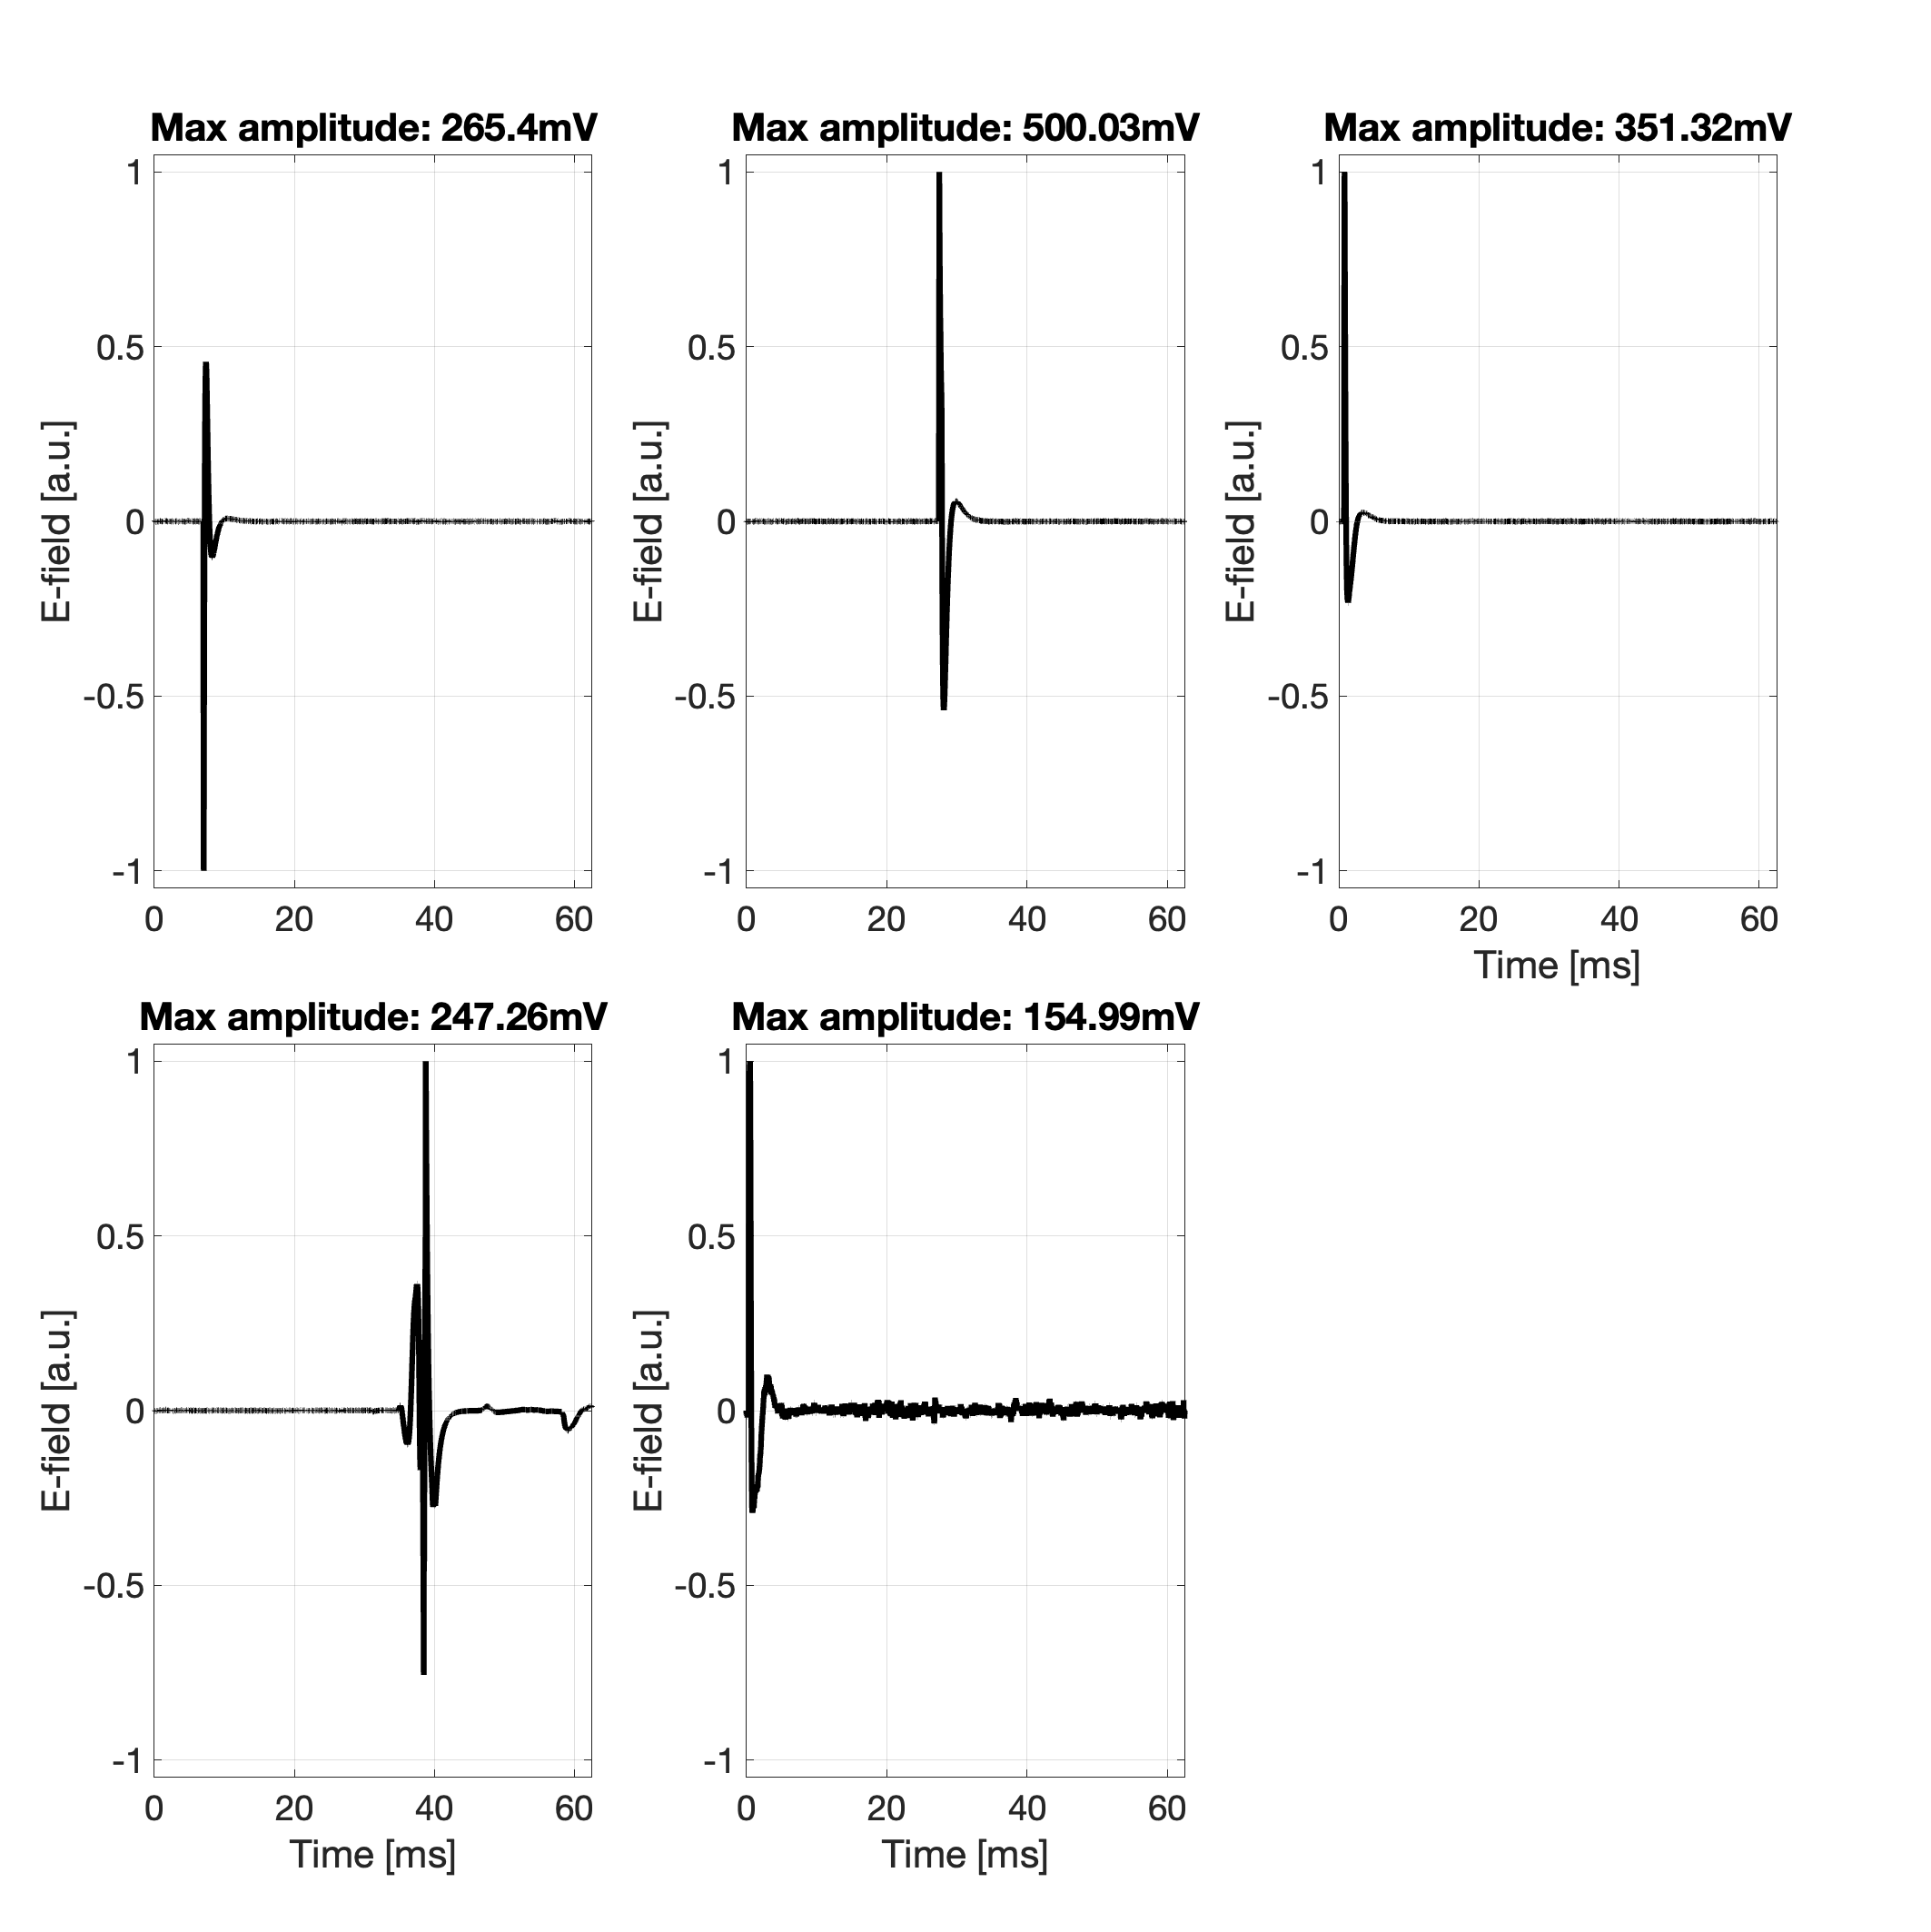 Max amplitude: 265.4mV
1
0.5
0
-0.5
-1
E-field [a.u.]
0 20 40 60
Max amplitude: 500.03mV
1
0.5
0
-0.5
-1
E-field [a.u.]
0 20 40 60
Max amplitude: 351.32mV
1
0.5
0
-0.5
-1
E-field [a.u.]
0 20 40 60
Time [ms]
Max amplitude: 247.26mV
1
0.5
0
-0.5
-1
E-field [a.u.]
0 20 40 60
Time [ms]
Max amplitude: 154.99mV
1
0.5
0
-0.5
-1
E-field [a.u.]
0 20 40 60
Time [ms]